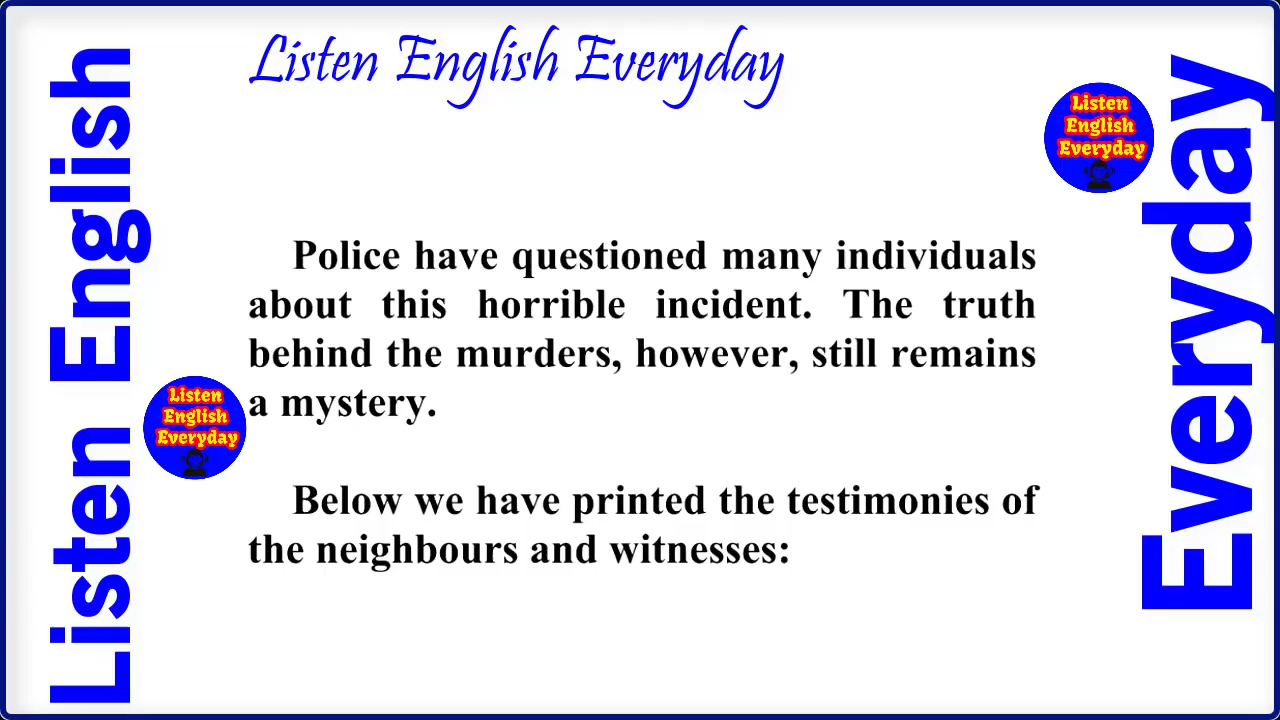 Listen English Everyday
Listen English
Everyday
Listen
English
Everyday
Police have questioned many individuals
about this horrible incident. The truth
behind the murders, however, still remains
a mystery.
Listen
English
Everyday
Below we have printed the testimonies of
the neighbours and witnesses: